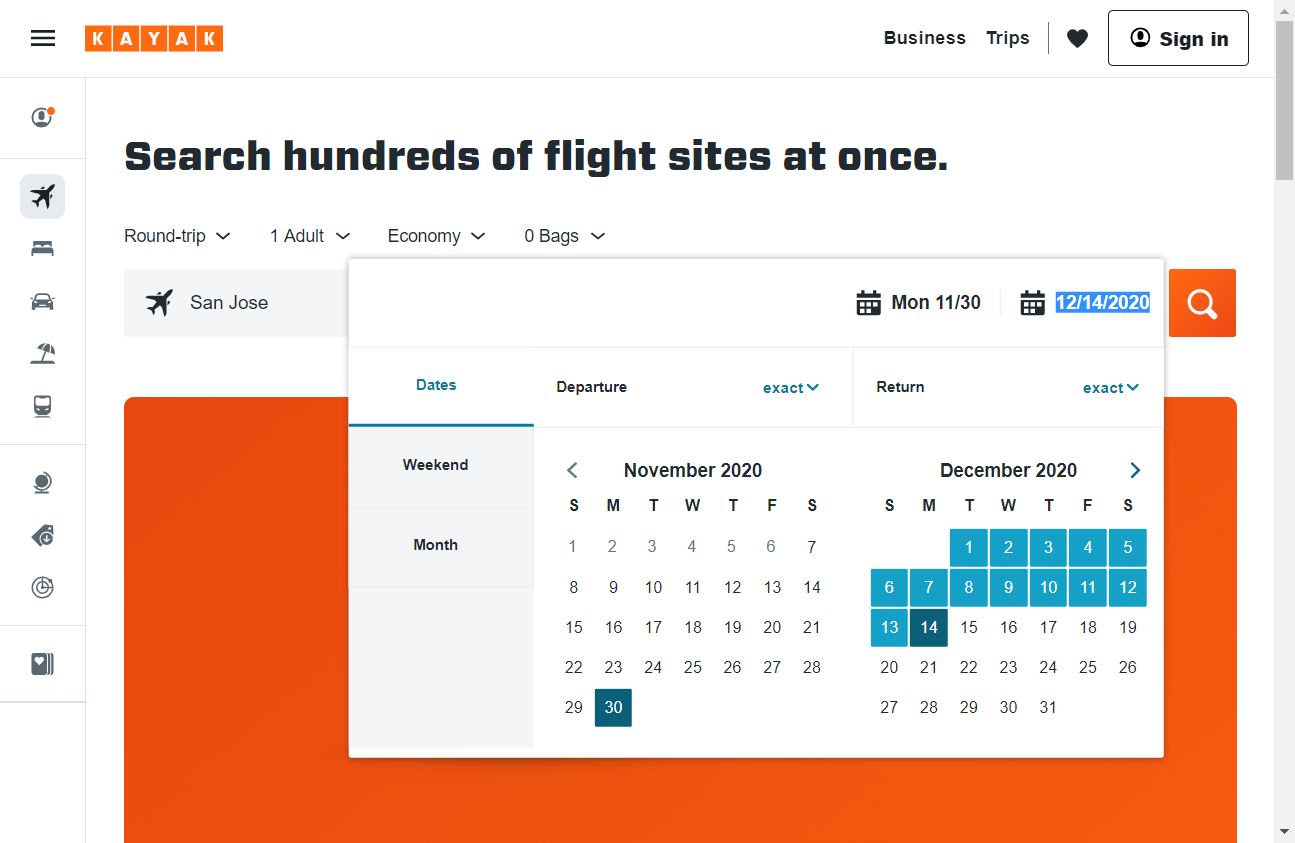 KAYAK
Business Trips Sign in
Search hundreds of flight sites at once.
Round-trip 1 Adult Economy 0 Bags
San Jose Mon 11/30 12/14/2020
Dates Departure exact Return exact
Weekend
Month
November 2020
S M T W T F S
1 2 3 4 5 6 7
8 9 10 11 12 13 14
15 16 17 18 19 20 21
22 23 24 25 26 27 28
29 30
December 2020
S M T W T F S
1 2 3 4 5
6 7 8 9 10 11 12
13 14 15 16 17 18 19
20 21 22 23 24 25 26
27 28 29 30 31